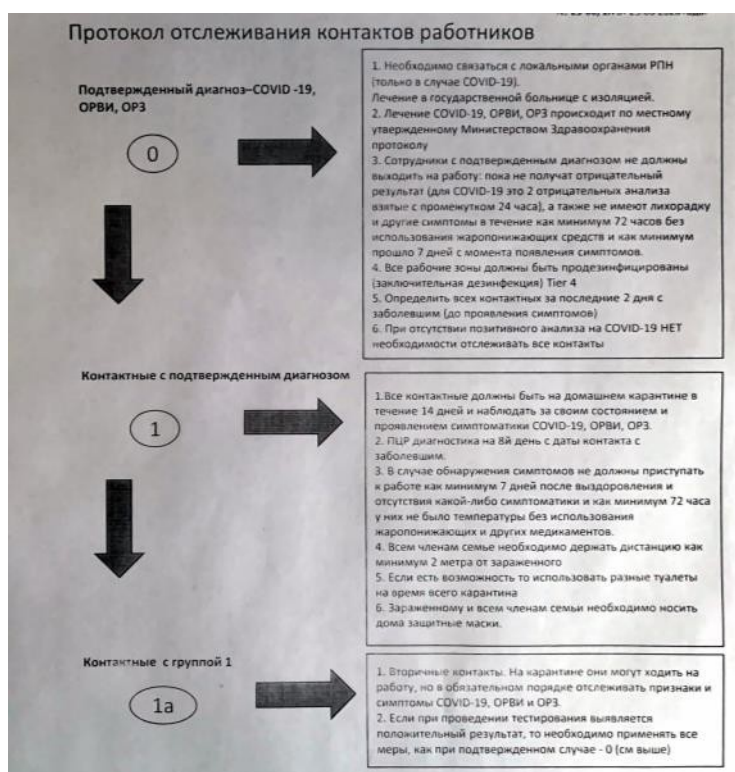 Протокол отслеживания контактов работников
Подтвержденный диагноз–COVID -19,
ОРВИ, ОРЗ
0
1. Необходимо связаться с локальными органами РПН
(только в случае COVID-19).
Лечение в государственной больнице с изоляцией.
2. Лечение COVID-19, ОРВИ, ОРЗ происходит по местному
утвержденному Министерством Здравоохранения
протоколу
3. Сотрудники с подтвержденным диагнозом не должны
выходить на работу: пока не получат отрицательный
результат (для COVID-19 это 2 отрицательных анализа
взятые с промежутком 24 часа), а также не имеют лихорадку
и другие симптомы в течение как минимум 72 часов без
использования жаропонижающих средств и как минимум
прошло 7 дней с момента появления симптомов.
4. Все рабочие зоны должны быть продезинфицированы
(заключительная дезинфекция) Tier 4
5. Определить всех контактных за последние 2 дня с
заболевшим (до проявления симптомов)
6. При отсутствии позитивного анализа на COVID-19 НЕТ
необходимости отслеживать все контакты
Контактные с подтвержденным диагнозом
1
1.Все контактные должны быть на домашнем карантине в
течение 14 дней и наблюдать за своим состоянием и
проявлением симптоматики COVID-19, ОРВИ, ОРЗ.
2. ПЦР диагностика на 8й день с даты контакта с
заболевшим.
3. В случае обнаружения симптомов не должны приступать
к работе как минимум 7 дней после выздоровления и
отсутствия какой-либо симптоматики и как минимум 72 часа
у них не было температуры без использования
жаропонижающих и других медикаментов.
4. Всем членам семье необходимо держать дистанцию как
минимум 2 метра от зараженного
5. Если есть возможность то использовать разные туалеты
на время всего карантина
6. Зараженному и всем членам семьи необходимо носить
дома защитные маски.
Контактные с группой 1
1a
1. Вторичные контакты. На карантине они могут ходить на
работу, но в обязательном порядке отслеживать признаки и
симптомы COVID-19, ОРВИ и ОРЗ.
2. Если при проведении тестирования выявляется
положительный результат, то необходимо применять все
меры, как при подтвержденном случае - 0 (см выше)